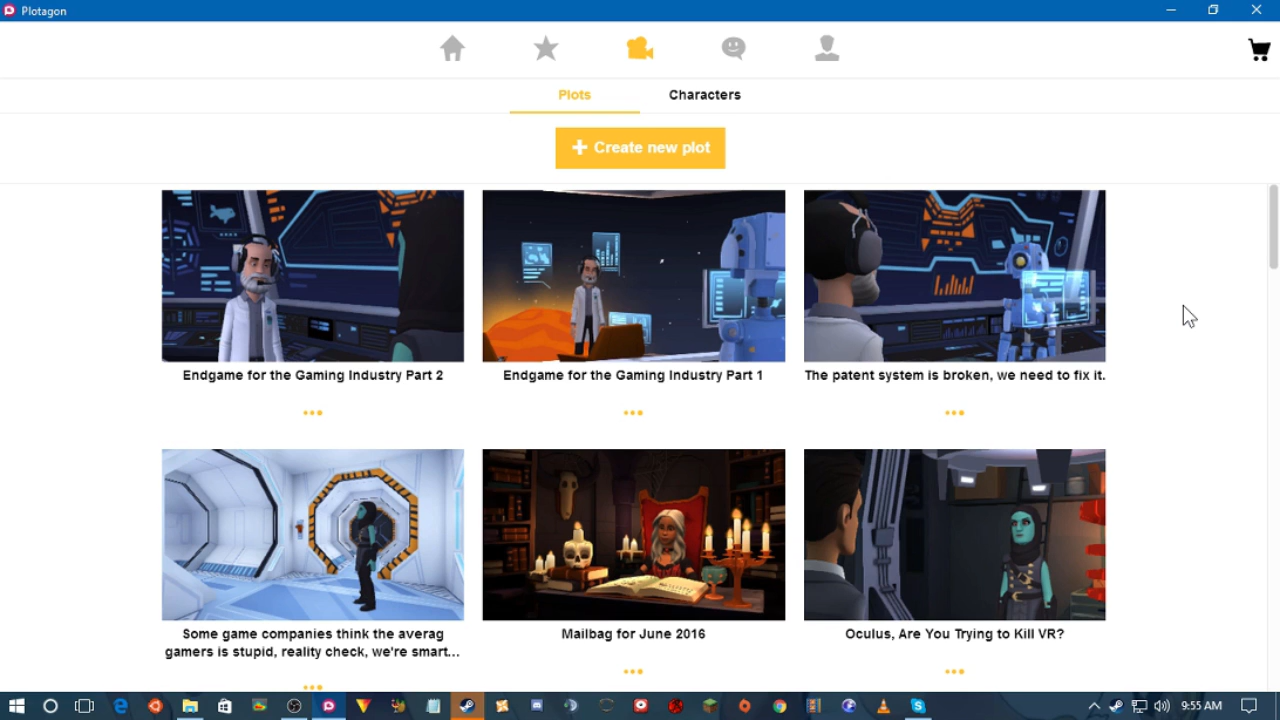 Plotagon
Plots
Characters
Create new plot
Endgame for the Gaming Industry Part 2
Endgame for the Gaming Industry Part 1
The patent system is broken, we need to fix it.
Some game companies think the averag
gamers is stupid, reality check, we're smart...
Mailbag for June 2016
Oculus, Are You Trying to Kill VR?
9:55 AM